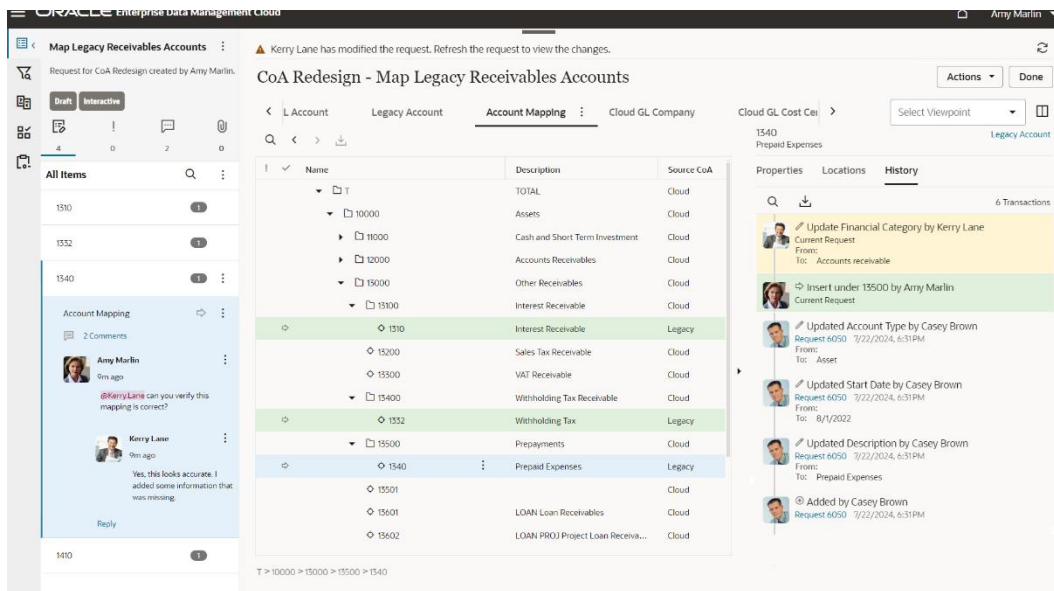 ORACLE Enterprise Data Management Cloud
Amy Marlin
Map Legacy Receivables Accounts
Request for CoA Redesign created by Amy Marlin.
Draft Interactive
4 0 2 0
All Items
1310 1
1332 1
1340 1
Account Mapping
2 Comments
Amy Marlin
9m ago
@Kerry.Lane can you verify this
mapping is correct?
Kerry Lane
9m ago
Yes, this looks accurate. I
added some information that
was missing.
Reply
1410 1
Kerry Lane has modified the request. Refresh the request to view the changes.
CoA Redesign - Map Legacy Receivables Accounts
Actions Done
L Account Legacy Account Account Mapping Cloud GL Company Cloud GL Cost Cei
Select Viewpoint
Name Description Source CoA
T TOTAL Cloud
10000 Assets Cloud
11000 Cash and Short Term Investment Cloud
12000 Accounts Receivables Cloud
13000 Other Receivables Cloud
13100 Interest Receivable Cloud
1310 Interest Receivable Legacy
13200 Sales Tax Receivable Cloud
13300 VAT Receivable Cloud
13400 Withholding Tax Receivable Cloud
1332 Withholding Tax Legacy
13500 Prepayments Cloud
1340 Prepaid Expenses Legacy
13501 Cloud
13601 LOAN Loan Receivables Cloud
13602 LOAN PROJ Project Loan Receiva... Cloud
T > 10000 > 13000 > 13500 > 1340
1340
Prepaid Expenses
Legacy Account
Properties Locations History
6 Transactions
Update Financial Category by Kerry Lane
Current Request
From:
To: Accounts receivable
Insert under 13500 by Amy Marlin
Current Request
Updated Account Type by Casey Brown
Request 6050 7/22/2024, 6:31PM
From:
To: Asset
Updated Start Date by Casey Brown
Request 6050 7/22/2024, 6:31PM
From:
To: 8/1/2022
Updated Description by Casey Brown
Request 6050 7/22/2024, 6:31PM
From:
To: Prepaid Expenses
Added by Casey Brown
Request 6050 7/22/2024, 6:31PM